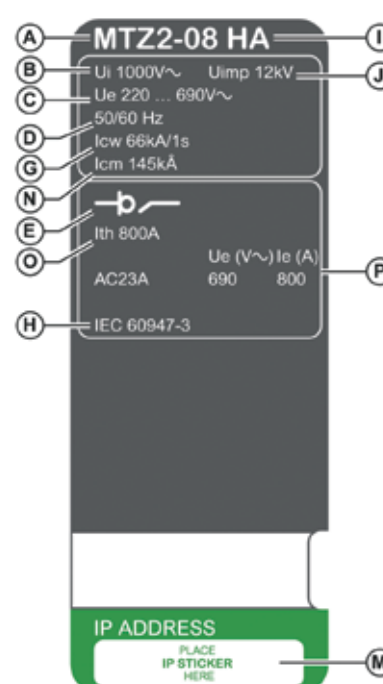 A MTZ2-08 HA I
B Ui 1000V~ Uimp 12kV J
C Ue 220 ... 690V~
D 50/60 Hz
G Icw 66kA/1s
N Icm 145kÂ
E
O Ith 800A
Ue (V~) Ie (A)
AC23A 690 800 P
H IEC 60947-3
IP ADDRESS
PLACE
IP STICKER M
HERE